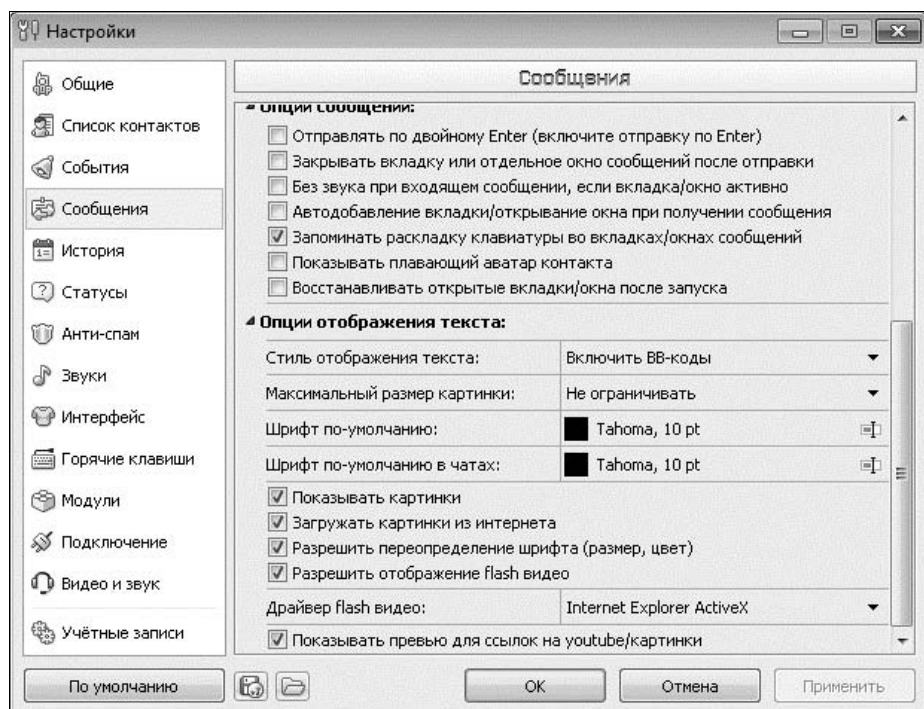 Настройки
Общие
Список контактов
События
Сообщения
История
Статусы
Анти-спам
Звуки
Интерфейс
Горячие клавиши
Модули
Подключение
Видео и звук
Учётные записи
Сообщения
Опции сообщений:
Отправлять по двойному Enter (включите отправку по Enter)
Закрывать вкладку или отдельное окно сообщений после отправки
Без звука при входящем сообщении, если вкладка/окно активно
Автодобавление вкладки/открывание окна при получении сообщения
Запоминать раскладку клавиатуры во вкладках/окнах сообщений
Показывать плавающий аватар контакта
Восстанавливать открытые вкладки/окна после запуска
Опции отображения текста:
Стиль отображения текста: Включить BB-коды
Максимальный размер картинки: Не ограничивать
Шрифт по-умолчанию: Tahoma, 10 pt
Шрифт по-умолчанию в чатах: Tahoma, 10 pt
Показывать картинки
Загружать картинки из интернета
Разрешить переопределение шрифта (размер, цвет)
Разрешить отображение flash видео
Драйвер flash видео: Internet Explorer ActiveX
Показывать превью для ссылок на youtube/картинки
По умолчанию OK Отмена Применить